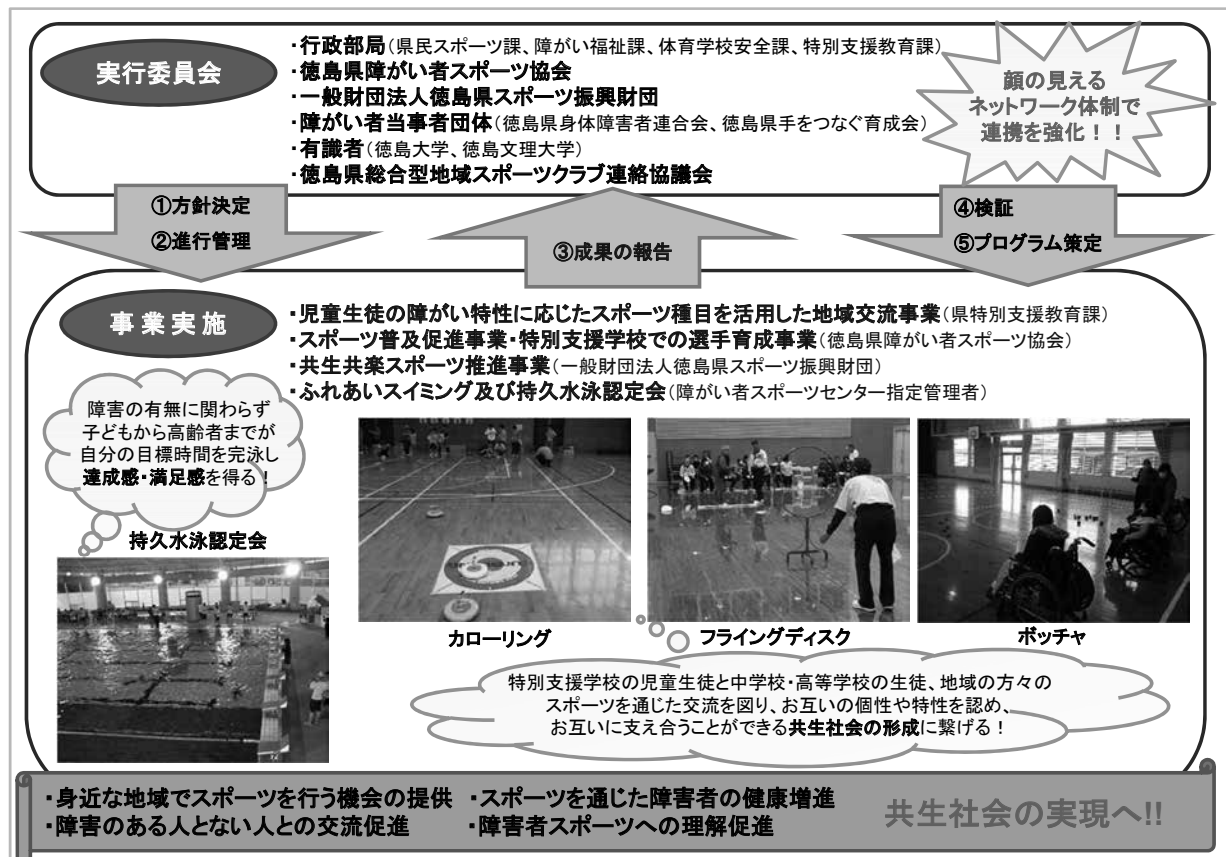 実行委員会
・行政部局(県民スポーツ課、障がい福祉課、体育学校安全課、特別支援教育課)
・徳島県障がい者スポーツ協会
・一般財団法人徳島県スポーツ振興財団
・障がい者当事者団体(徳島県身体障害者連合会、徳島県手をつなぐ育成会)
・有識者(徳島大学、徳島文理大学)
・徳島県総合型地域スポーツクラブ連絡協議会
顔の見える
ネットワーク体制で
連携を強化！！
①方針決定
②進行管理
③成果の報告
④検証
⑤プログラム策定
事業実施
・児童生徒の障がい特性に応じたスポーツ種目を活用した地域交流事業(県特別支援教育課)
・スポーツ普及促進事業・特別支援学校での選手育成事業(徳島県障がい者スポーツ協会)
・共生共楽スポーツ推進事業(一般財団法人徳島県スポーツ振興財団)
・ふれあいスイミング及び持久水泳認定会(障がい者スポーツセンター指定管理者)
障害の有無に関わらず
子どもから高齢者までが
自分の目標時間を完泳し
達成感・満足感を得る！
持久水泳認定会
カローリング
フライングディスク
ボッチャ
特別支援学校の児童生徒と中学校・高等学校の生徒、地域の方々の
スポーツを通じた交流を図り、お互いの個性や特性を認め、
お互いに支え合うことができる共生社会の形成に繋げる！
・身近な地域でスポーツを行う機会の提供 ・スポーツを通じた障害者の健康増進
・障害のある人とない人との交流促進 ・障害者スポーツへの理解促進
共生社会の実現へ!!